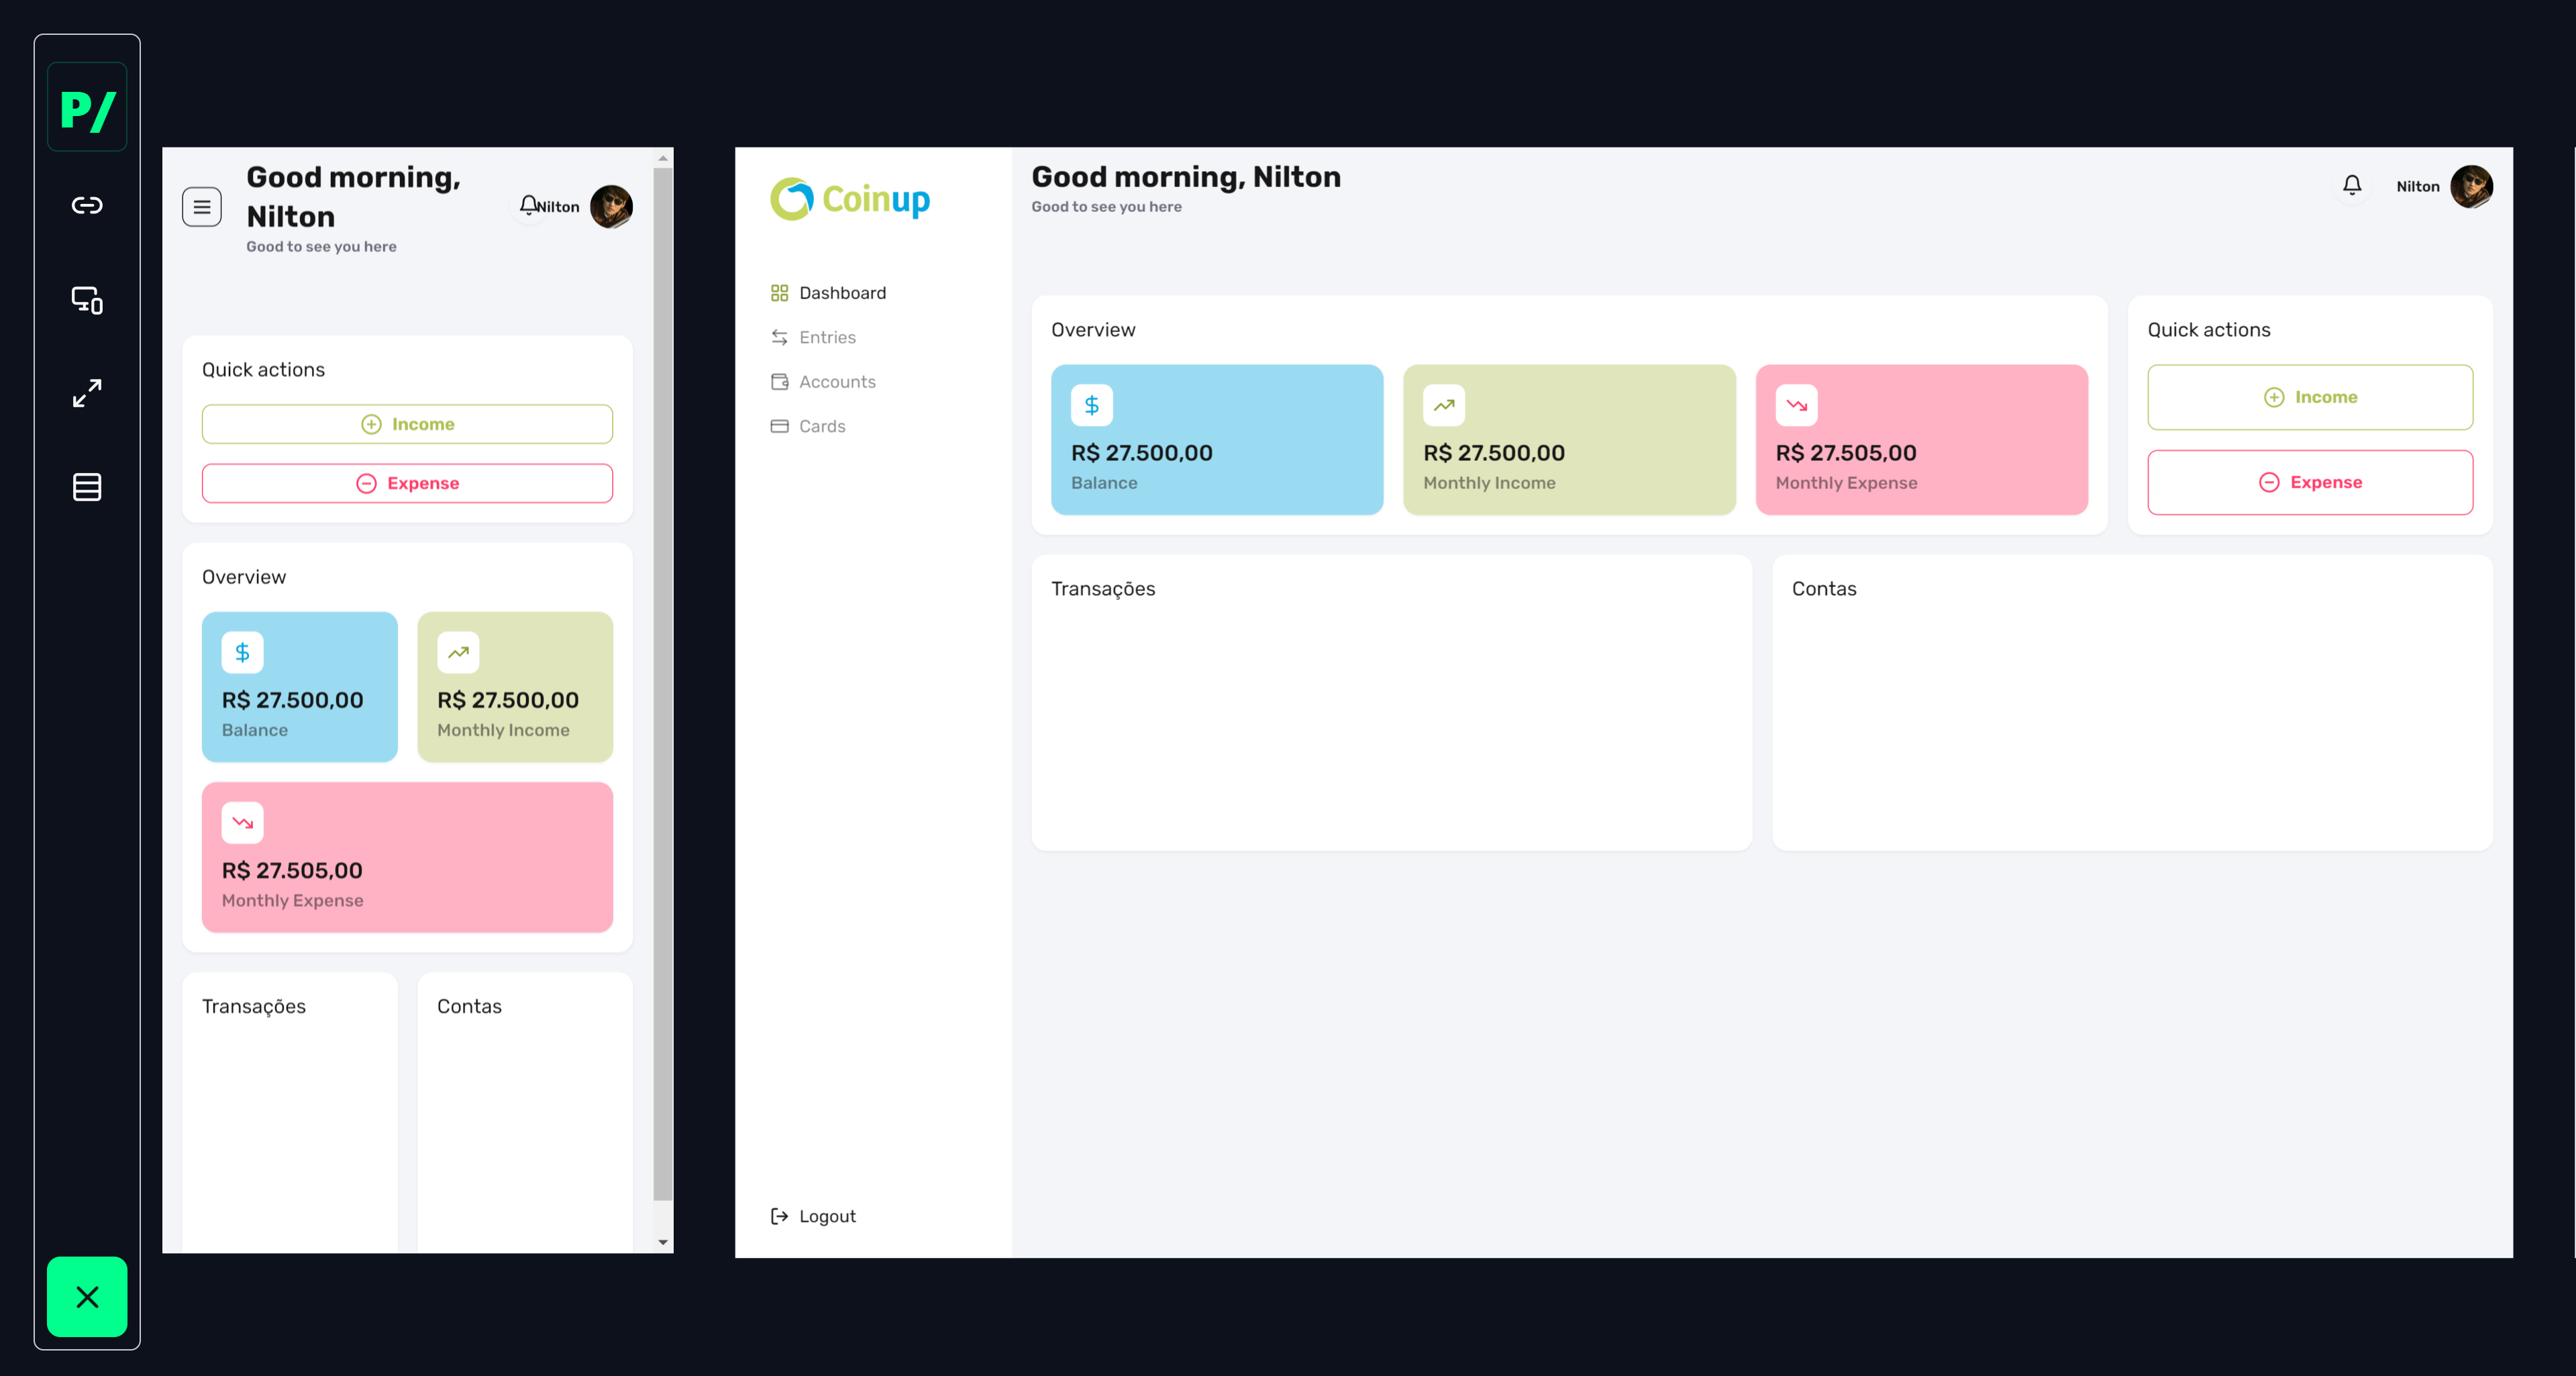 P/
Good morning,
Nilton
Good to see you here
Nilton
Quick actions
Income
Expense
Overview
$
R$ 27.500,00
Balance
R$ 27.500,00
Monthly Income
R$ 27.505,00
Monthly Expense
Transações
Contas
Coinup
Dashboard
Entries
Accounts
Cards
Logout
Good morning, Nilton
Good to see you here
Nilton
Overview
$
R$ 27.500,00
Balance
R$ 27.500,00
Monthly Income
R$ 27.505,00
Monthly Expense
Quick actions
Income
Expense
Transações
Contas